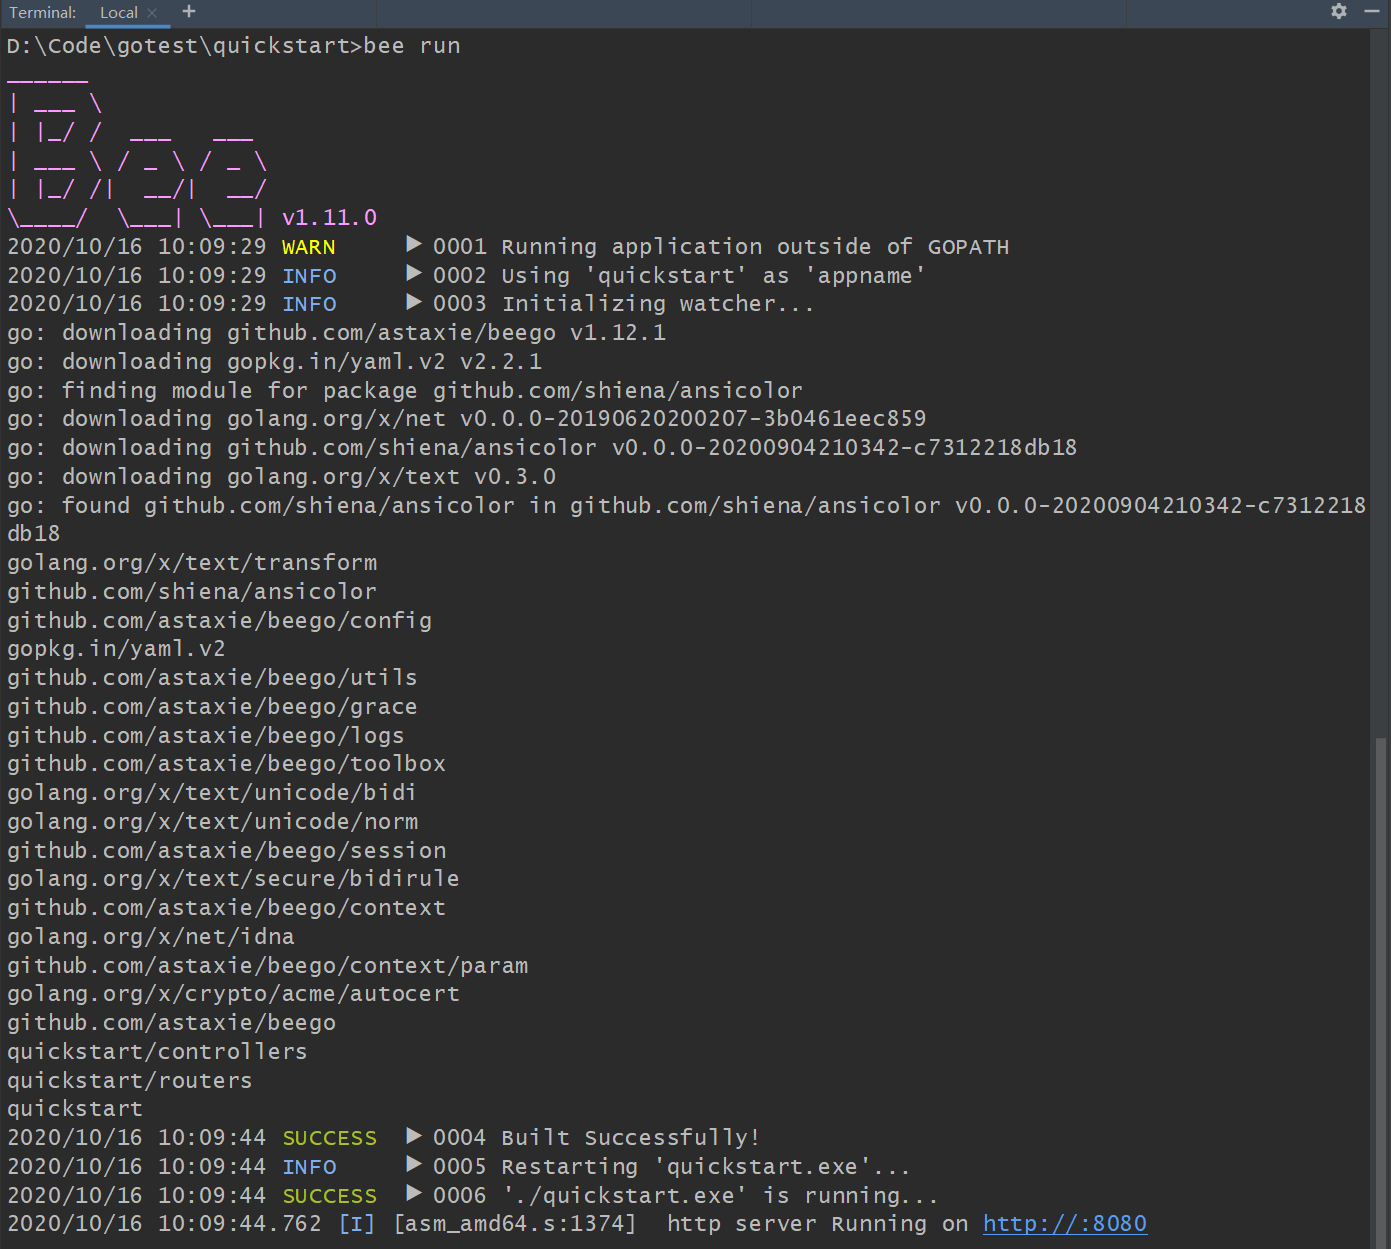 Terminal: Local × +
D:\Code\gotest\quickstart>bee run
______
| ___ \
| |_/ /  ___   ___
| ___ \ / _ \ / _ \
| |_/ /|  __/|  __/
\____/  \___| \___| v1.11.0
2020/10/16 10:09:29 WARN     ▶ 0001 Running application outside of GOPATH
2020/10/16 10:09:29 INFO     ▶ 0002 Using 'quickstart' as 'appname'
2020/10/16 10:09:29 INFO     ▶ 0003 Initializing watcher...
go: downloading github.com/astaxie/beego v1.12.1
go: downloading gopkg.in/yaml.v2 v2.2.1
go: finding module for package github.com/shiena/ansicolor
go: downloading golang.org/x/net v0.0.0-20190620200207-3b0461eec859
go: downloading github.com/shiena/ansicolor v0.0.0-20200904210342-c7312218db18
go: downloading golang.org/x/text v0.3.0
go: found github.com/shiena/ansicolor in github.com/shiena/ansicolor v0.0.0-20200904210342-c7312218
db18
golang.org/x/text/transform
github.com/shiena/ansicolor
github.com/astaxie/beego/config
gopkg.in/yaml.v2
github.com/astaxie/beego/utils
github.com/astaxie/beego/grace
github.com/astaxie/beego/logs
github.com/astaxie/beego/toolbox
golang.org/x/text/unicode/bidi
golang.org/x/text/unicode/norm
github.com/astaxie/beego/session
golang.org/x/text/secure/bidirule
github.com/astaxie/beego/context
golang.org/x/net/idna
github.com/astaxie/beego/context/param
golang.org/x/crypto/acme/autocert
github.com/astaxie/beego
quickstart/controllers
quickstart/routers
quickstart
2020/10/16 10:09:44 SUCCESS  ▶ 0004 Built Successfully!
2020/10/16 10:09:44 INFO     ▶ 0005 Restarting 'quickstart.exe'...
2020/10/16 10:09:44 SUCCESS  ▶ 0006 './quickstart.exe' is running...
2020/10/16 10:09:44.762 [I] [asm_amd64.s:1374]  http server Running on http://:8080